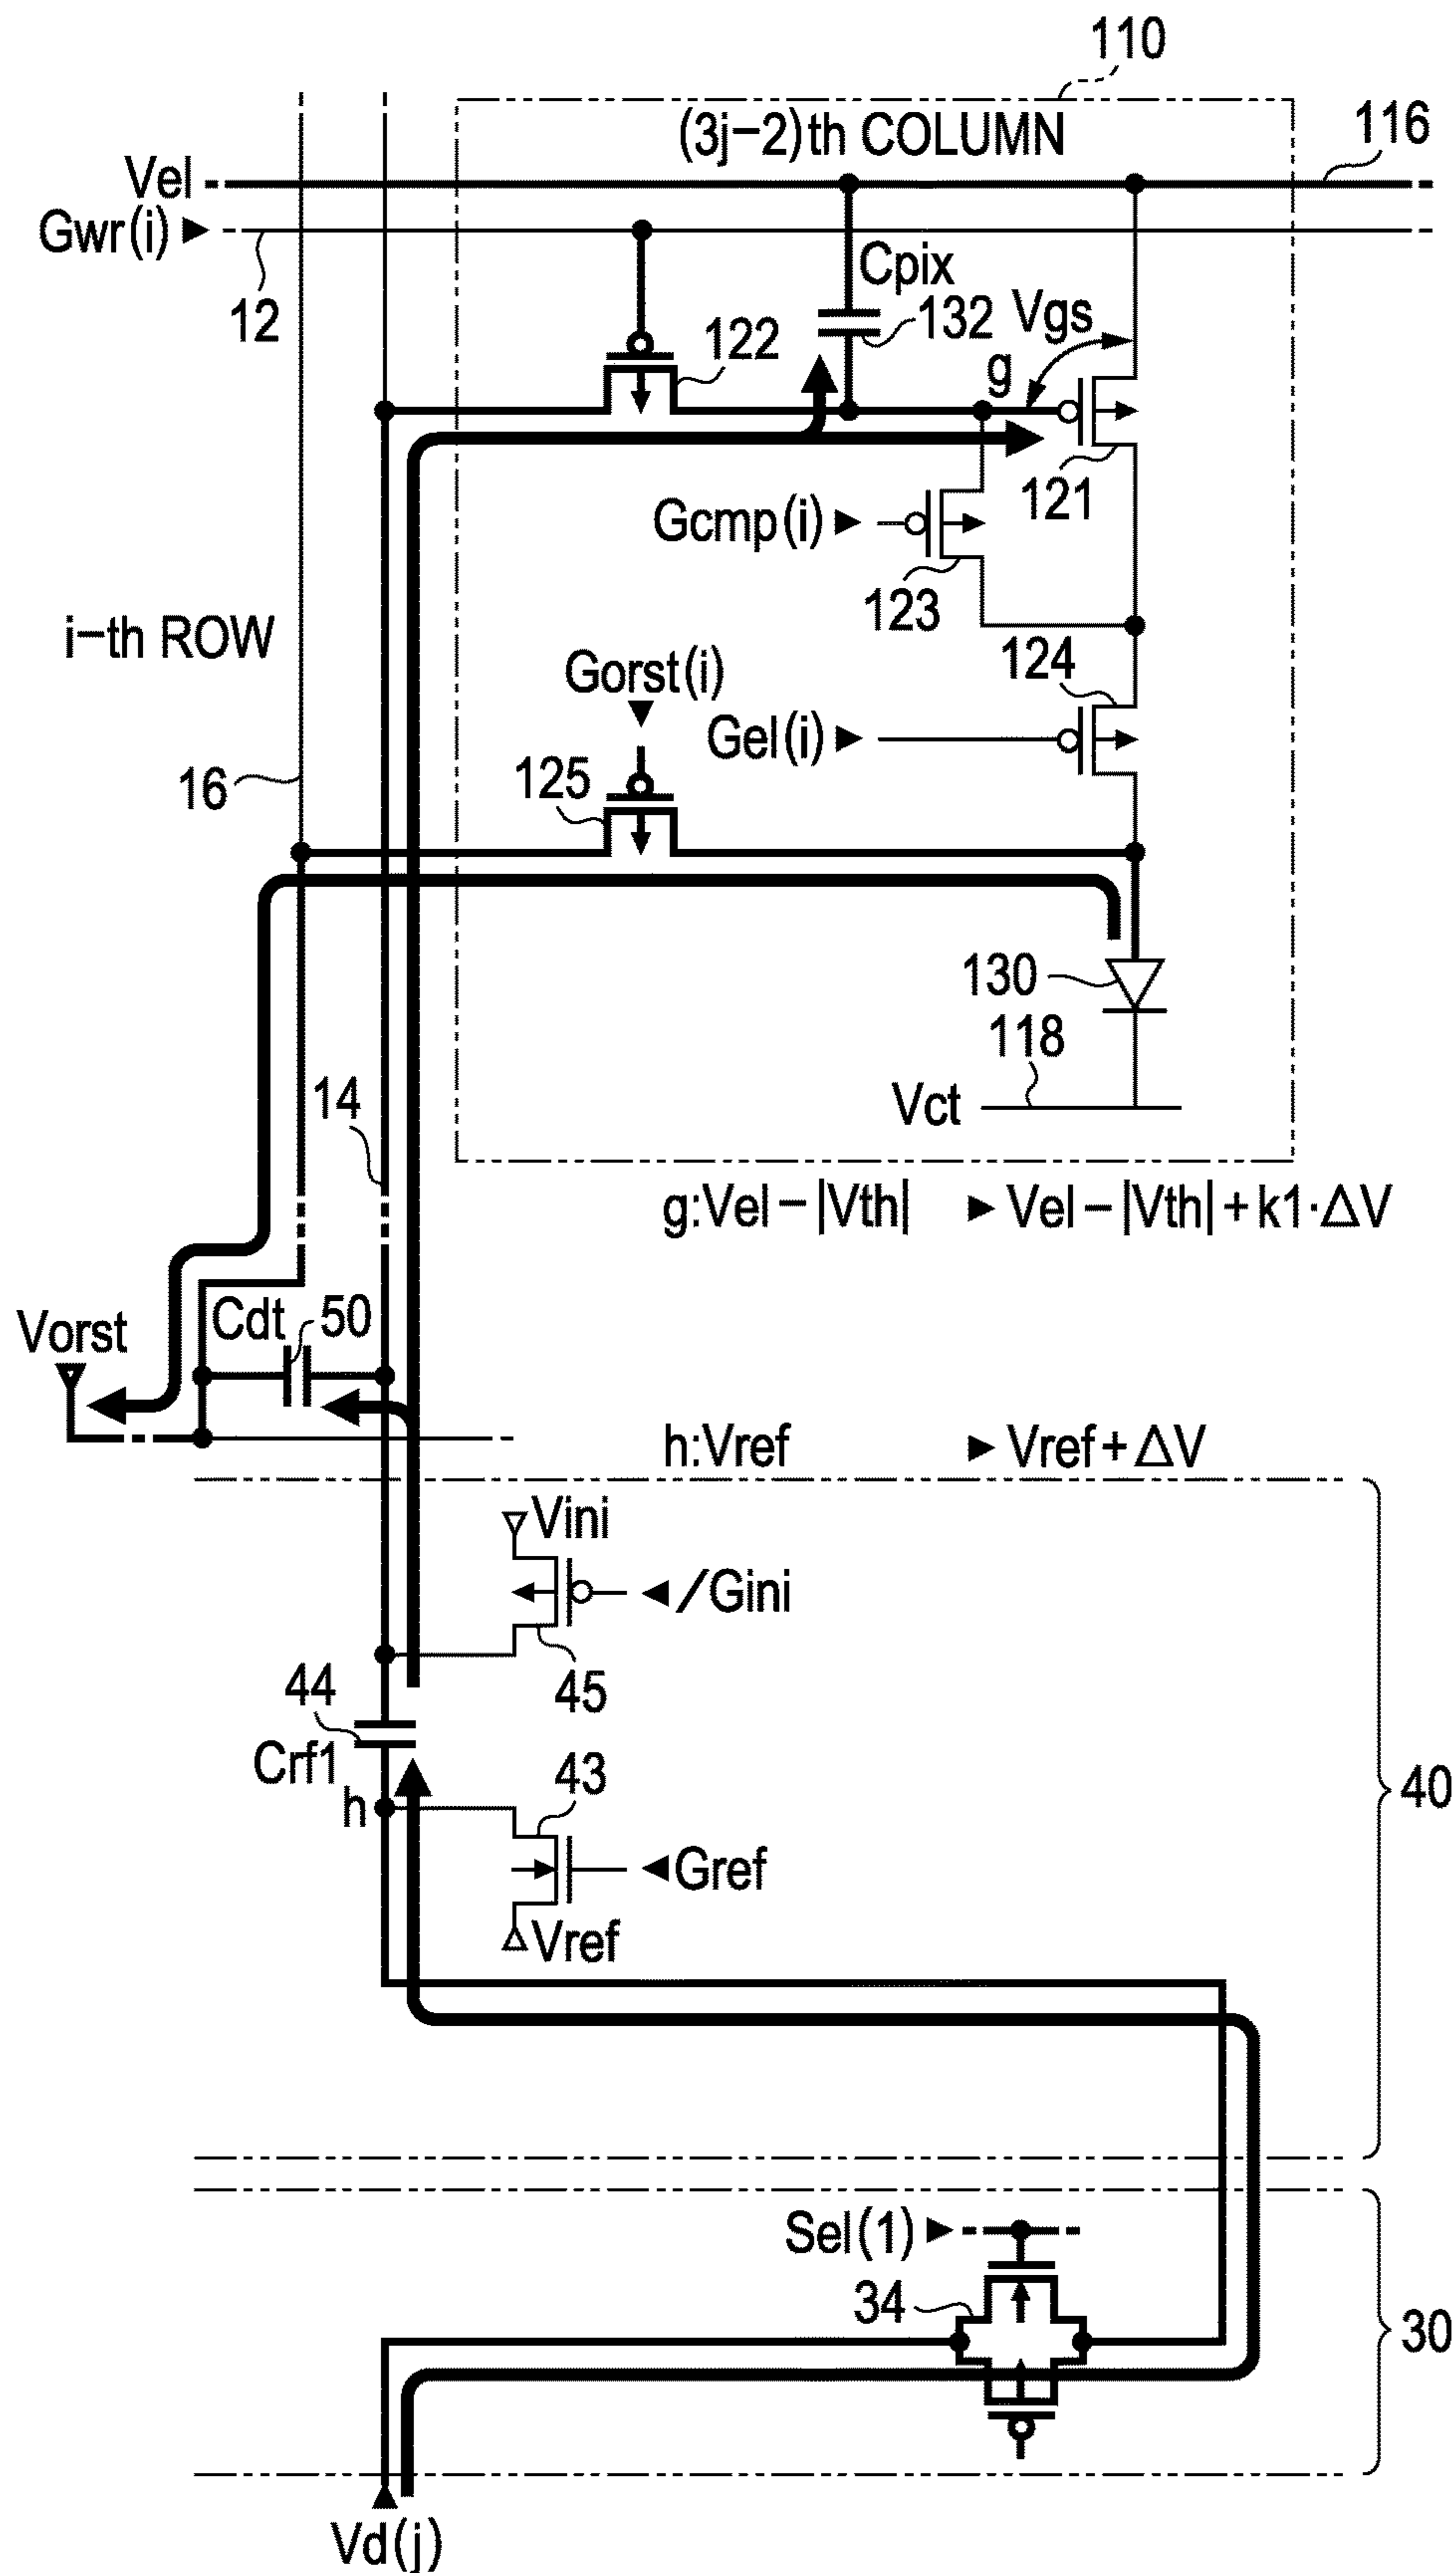 110
(3j-2)th COLUMN
116
Vel
Gwr(i)
12
Cpix
132
Vgs
122
g
121
Gcmp(i)
123
i-th ROW
124
Gorst(i)
Gel(i)
16
125
130
118
14
Vct
g:Vel-|Vth| ► Vel-|Vth|+k1·ΔV
Cdt
50
Vorst
h:Vref ► Vref+ΔV
Vini
/Gini
45
44
Crf1
43
h
40
Gref
Vref
Sel(1)
34
30
Vd(j)